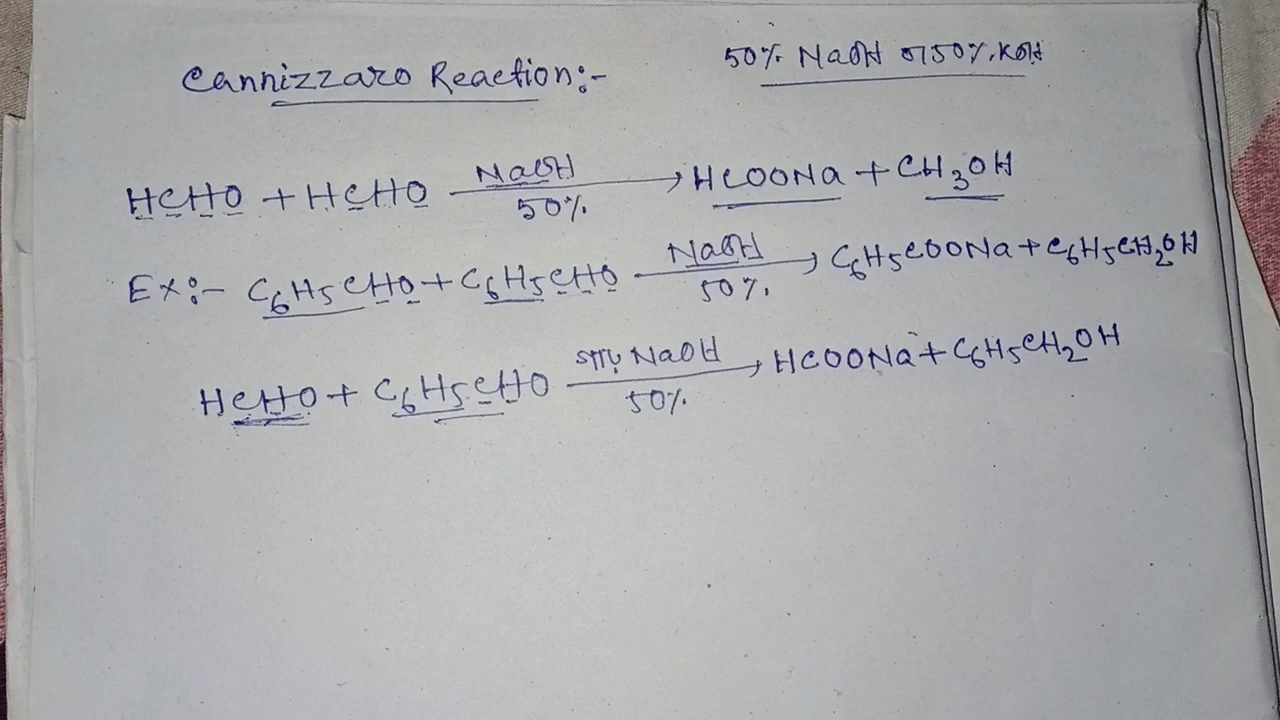 Cannizzaro Reaction:-
50% NaOH or 50% KOH
HCHO + HCHO NaOH 50% → HCOONa + CH₃OH
Ex:- C₆H₅CHO + C₆H₅CHO NaOH 50% → C₆H₅COONa + C₆H₅CH₂OH
HCHO + C₆H₅CHO NaOH 50% → HCOONa + C₆H₅CH₂OH